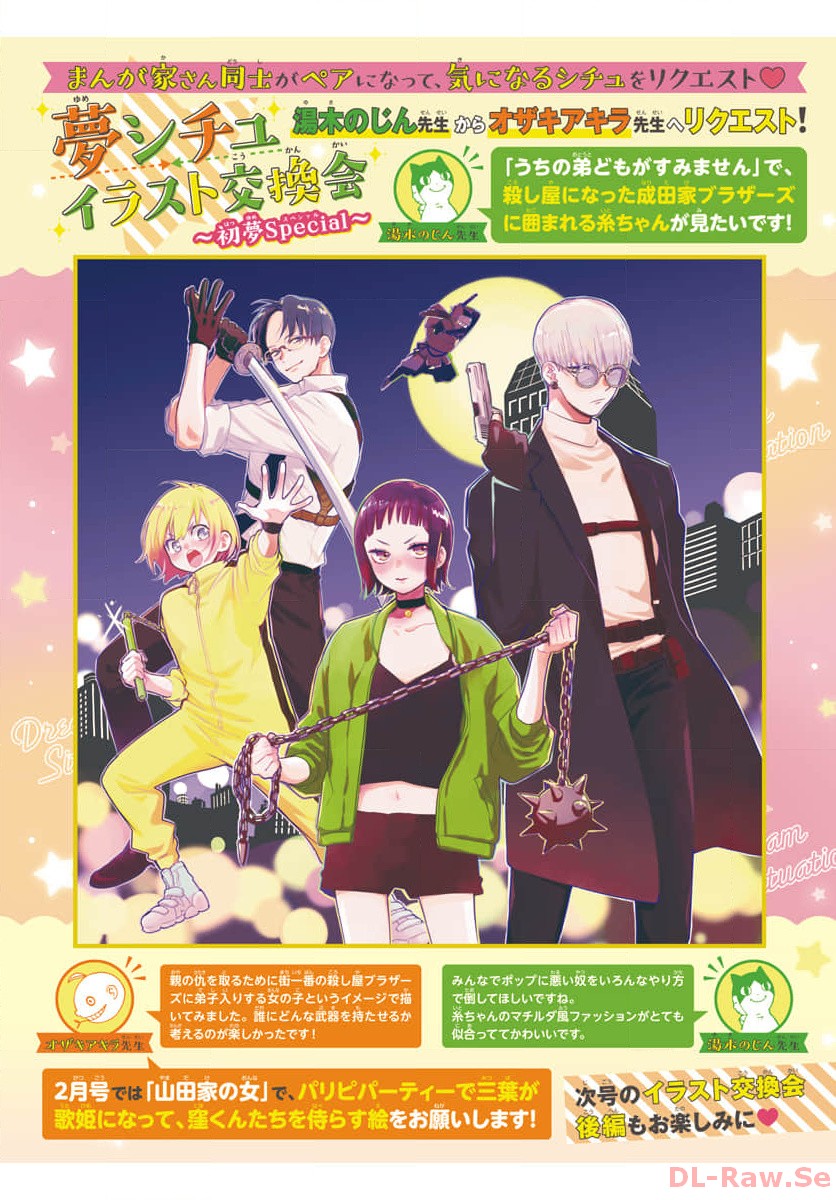 まんが家さん同士がペアになって、気になるシチュをリクエスト♥
夢シチュ
イラスト交換会
～初夢Special～
湯木のじん先生からオザキアキラ先生へリクエスト!
「うちの弟どもがすみません」で、
殺し屋になった成田家ブラザーズ
に囲まれる糸ちゃんが見たいです!
湯木のじん先生
親の仇を取るために街一番の殺し屋ブラザー
ズに弟子入りする女の子というイメージで描
いてみました。誰にどんな武器を持たせるか
考えるのが楽しかったです!
オザキアキラ先生
みんなでポップに悪い奴をいろんなやり方
で倒してほしいですね。
糸ちゃんのマチルダ風ファッションがとても
似合っててかわいいです。
湯木のじん先生
2月号では「山田家の女」で、パリピパーティーで三葉が
歌姫になって、窪くんたちを侍らす絵をお願いします!
次号のイラスト交換会
後編もお楽しみに♥
DL-Raw.Se